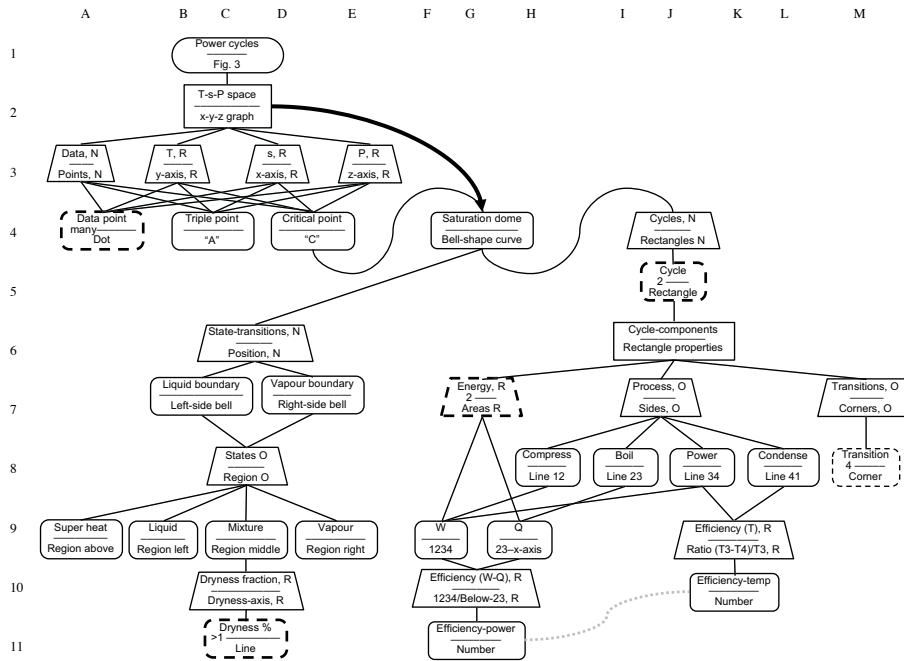 A B C D E F G H I J K L M
1
Power cycles
Fig. 3
2
T-s-P space
x-y-z graph
3
Data, N
Points, N
T, R
y-axis, R
s, R
x-axis, R
P, R
z-axis, R
4
Data point
many
Dot
Triple point
“A”
Critical point
“C”
Saturation dome
Bell-shape curve
Cycles, N
Rectangles N
5
Cycle
2
Rectangle
6
State-transitions, N
Position, N
Cycle-components
Rectangle properties
7
Liquid boundary
Left-side bell
Vapour boundary
Right-side bell
Energy, R
2
Areas R
Process, O
Sides, O
Transitions, O
Corners, O
8
States O
Region O
Compress
Line 12
Boil
Line 23
Power
Line 34
Condense
Line 41
Transition
4
Corner
9
Super heat
Region above
Liquid
Region left
Mixture
Region middle
Vapour
Region right
W
1234
Q
23–x-axis
Efficiency (T), R
Ratio (T3-T4)/T3, R
10
Dryness fraction, R
Dryness-axis, R
Efficiency (W-Q), R
1234/Below-23, R
Efficiency-temp
Number
11
Dryness %
>1
Line
Efficiency-power
Number